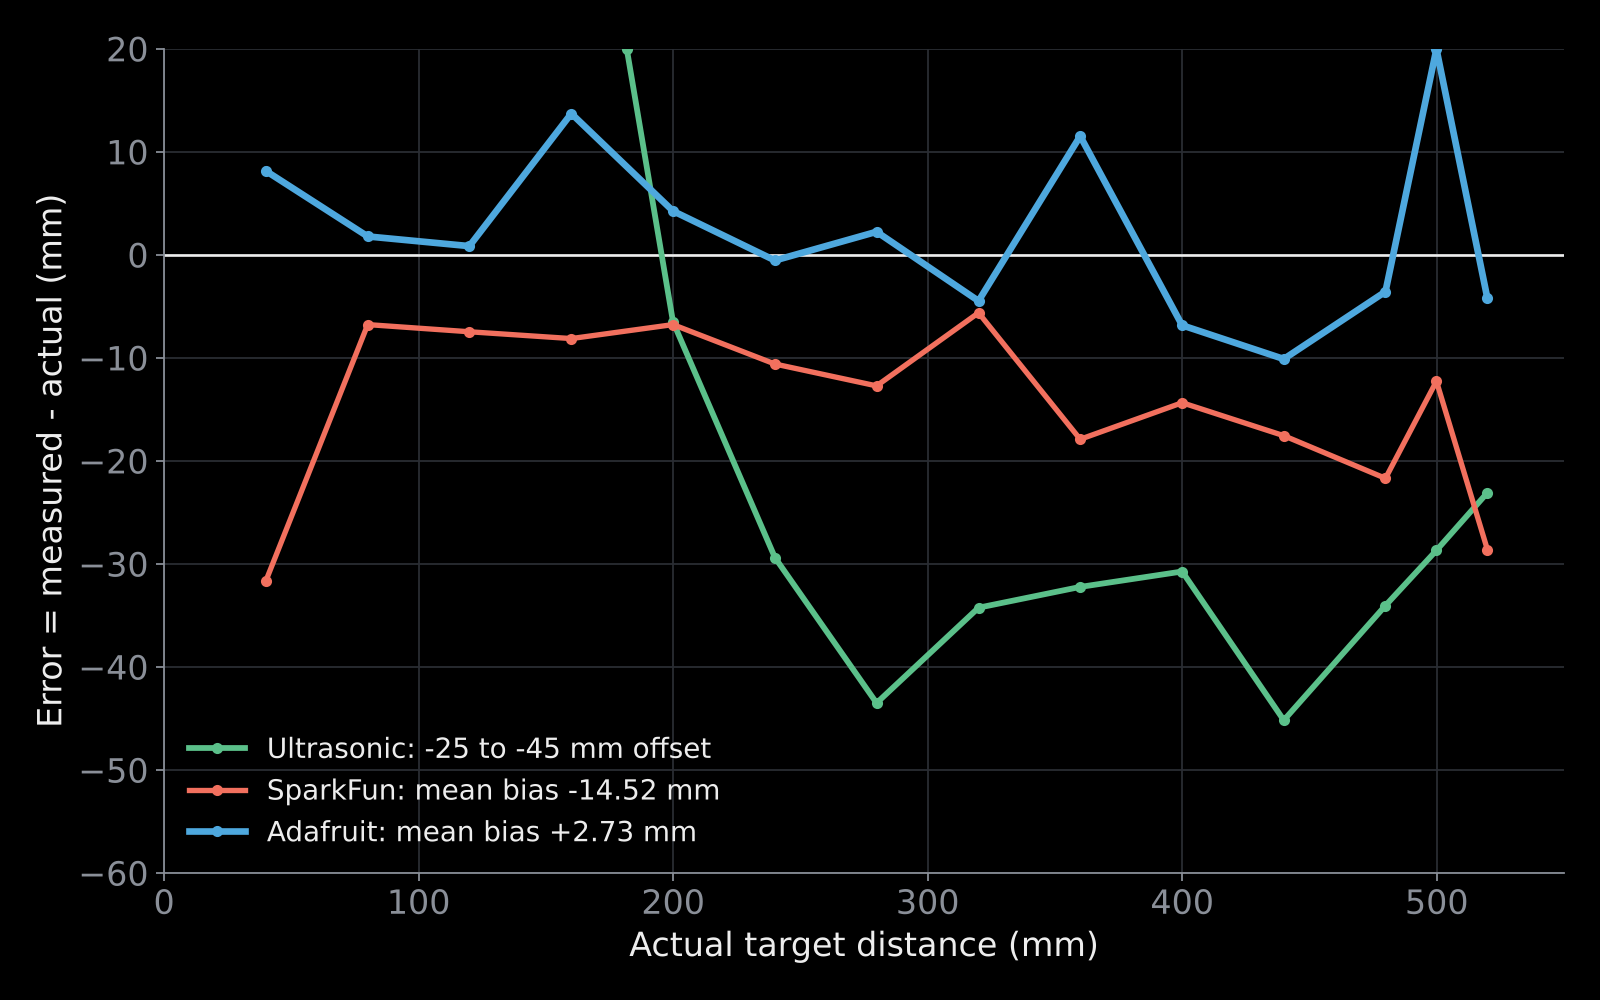 20
10
0
−10
−20
−30
−40
−50
−60
Error = measured - actual (mm)
Ultrasonic: -25 to -45 mm offset
SparkFun: mean bias -14.52 mm
Adafruit: mean bias +2.73 mm
0 100 200 300 400 500
Actual target distance (mm)